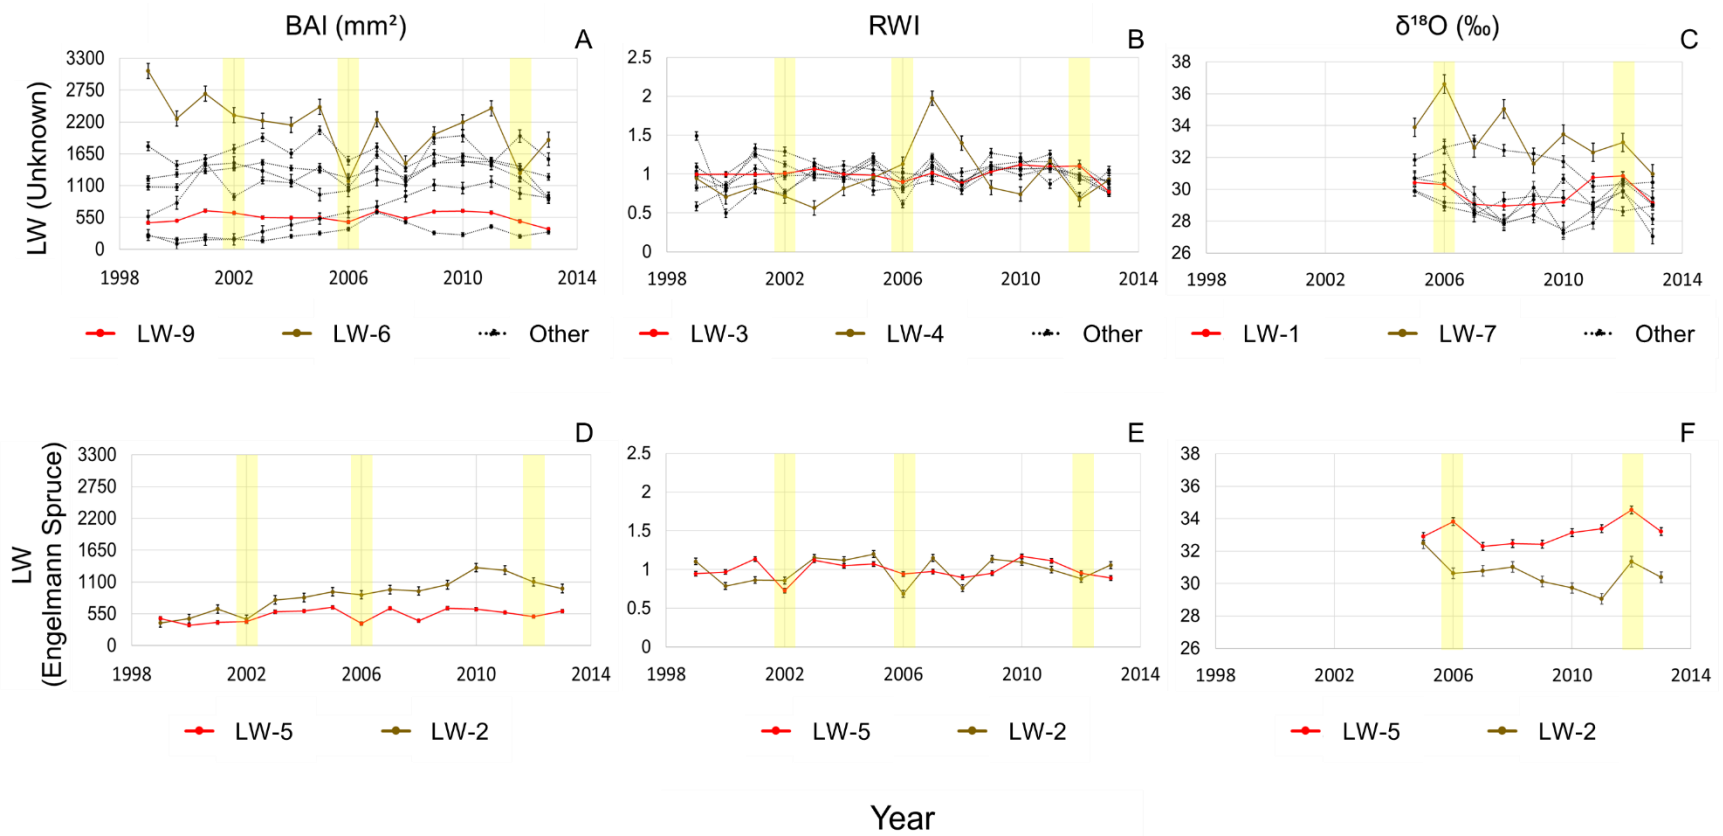 BAI (mm²)
RWI
δ¹⁸O (‰)
A
B
C
LW (Unknown)
3300
2750
2200
1650
1100
550
0
1998
2002
2006
2010
2014
2.5
2
1.5
1
0.5
0
1998
2002
2006
2010
2014
38
36
34
32
30
28
26
1998
2002
2006
2010
2014
LW-9
LW-6
Other
LW-3
LW-4
Other
LW-1
LW-7
Other
D
E
F
LW
(Engelmann Spruce)
3300
2750
2200
1650
1100
550
0
1998
2002
2006
2010
2014
2.5
2
1.5
1
0.5
0
1998
2002
2006
2010
2014
38
36
34
32
30
28
26
1998
2002
2006
2010
2014
LW-5
LW-2
LW-5
LW-2
LW-5
LW-2
Year